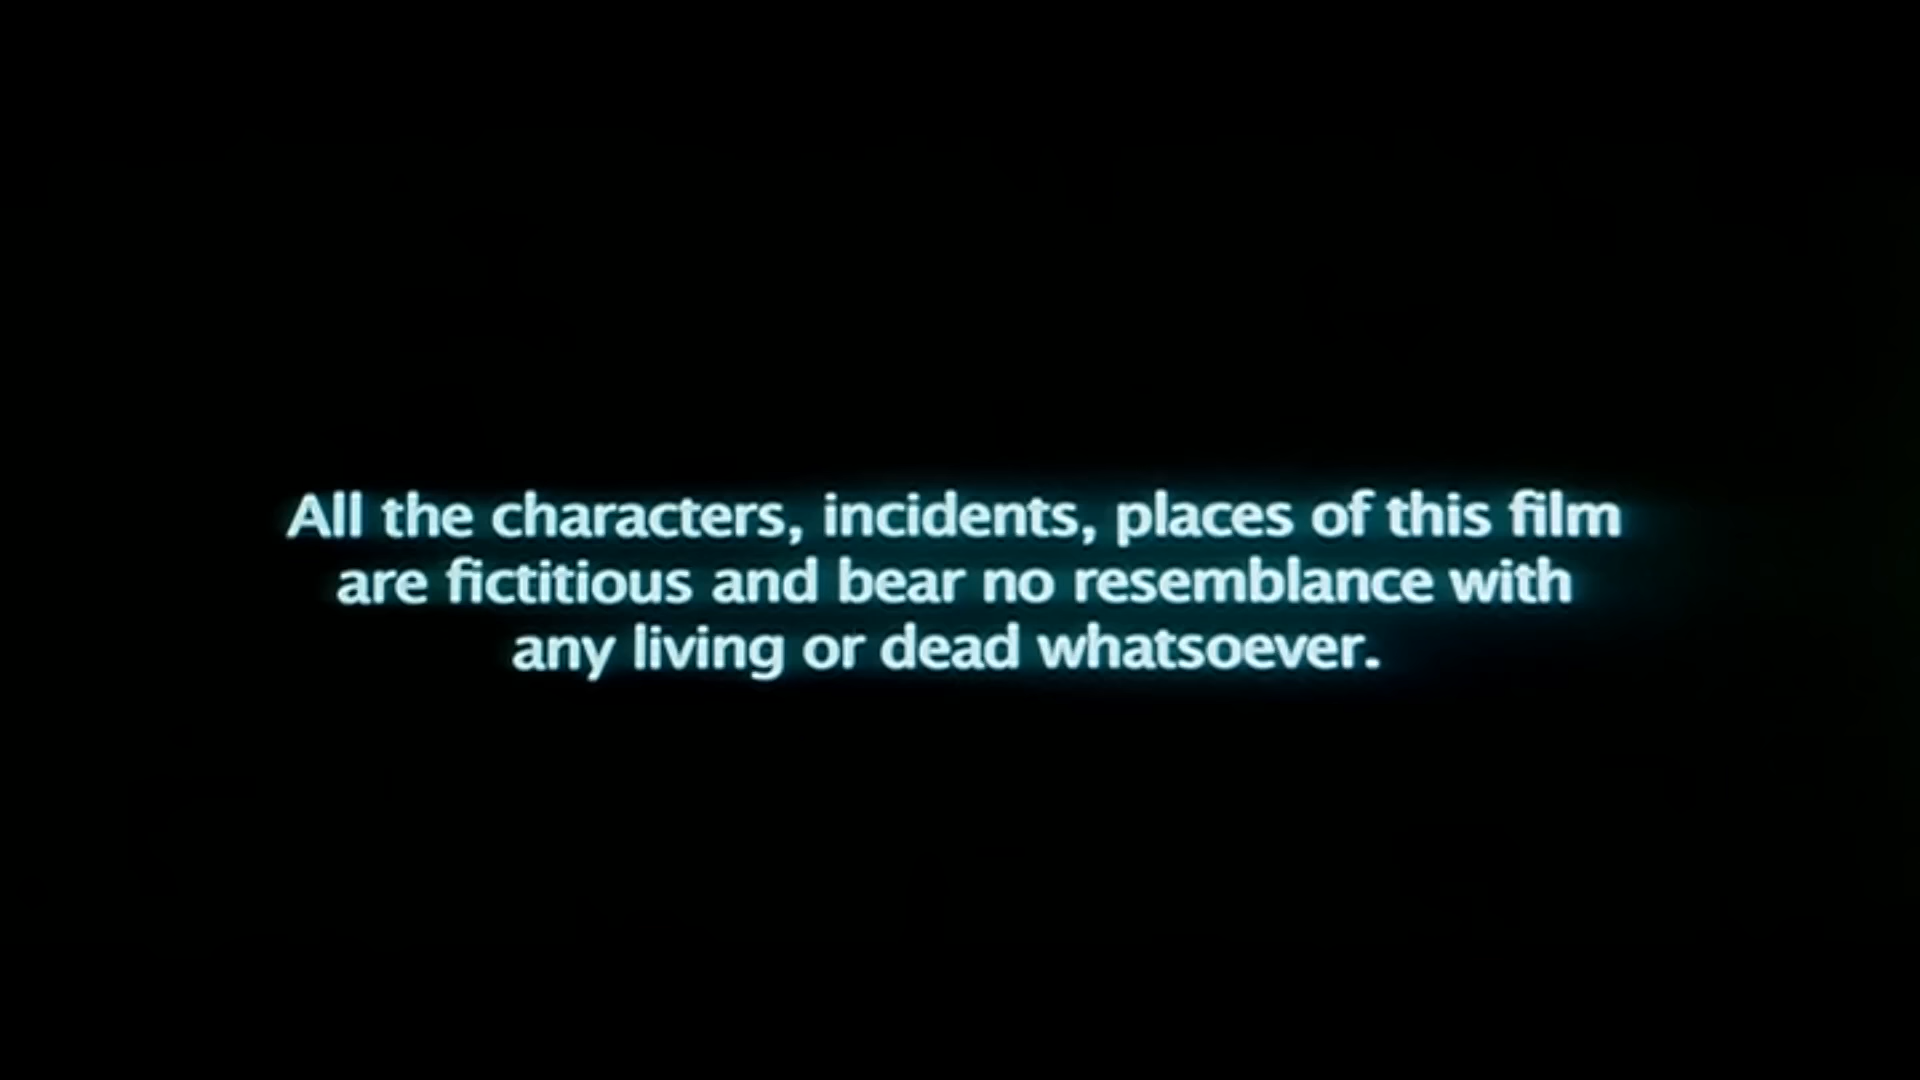 All the characters, incidents, places of this film
are fictitious and bear no resemblance with
any living or dead whatsoever.